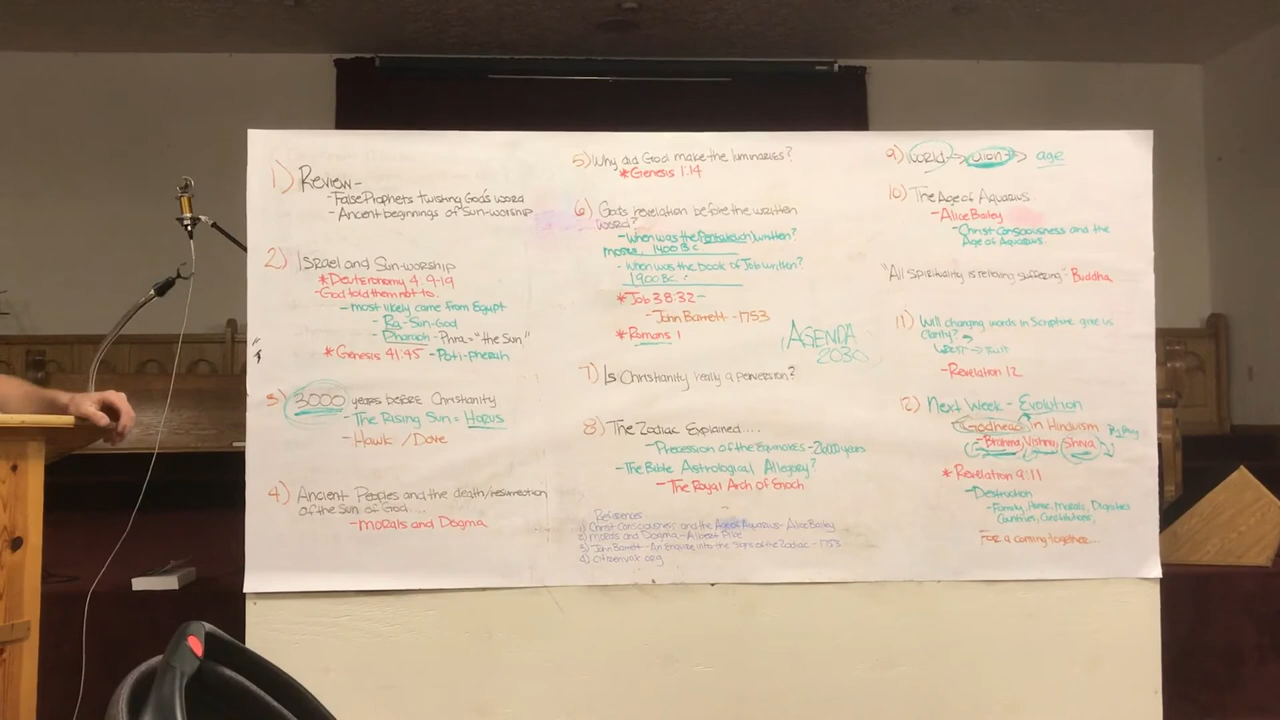 1) Review-
- False Prophets twisting God's word
- Ancient beginnings of Sun-worship
2) Israel and Sun-worship
* Deuteronomy 4:9-19
- God told them not to.
- most likely came from Egypt
- Ra-Sun-God
- Pharaoh - Phra = "the Sun"
* Genesis 41:45 - Poti-pherah
3) 3000 years before Christianity
- The Rising Sun = Horus
- Hawk / Dove
4) Ancient Peoples and the death/resurrection
of the Sun of God....
- Morals and Dogma
5) Why did God make the luminaries?
* Genesis 1:14
6) God's revelation before the written
word?
- When was the Pentateuch written?
moses, 1400 BC
- When was the book of Job written?
1900 BC.
* Job 38:32 -
- John Barrett - 1753
* Romans 1
AGENDA
2030
7) Is Christianity really a perversion?
8) The Zodiac Explained....
- Precession of the Equinoxes - 26000 years
- The Bible Astrological Allegory?
- The Royal Arch of Enoch
References
1) Christ Consciousness and the Age of Aquarius - Alice Bailey
2) Morals and Dogma - Albert Pike
3) John Barrett - An Enquire into the Signs of the Zodiac - 1753
4) citizenvox.org
9) world -> aion -> age
10) The Age of Aquarius
- Alice Bailey
- Christ Consciousness and the
Age of Aquarius.
"All Spirituality is relieving suffering" - Buddha
11) Will changing words in Scripture give us
clarity?
-> Fruit
- Revelation 12
12) Next Week - Evolution
Godhead in Hinduism
- Brahma, Vishnu, Shiva
* Revelation 9:11
- Destruction
- Family, Home, Morals, Dignities
Countries, Constitutions,
For a coming together...